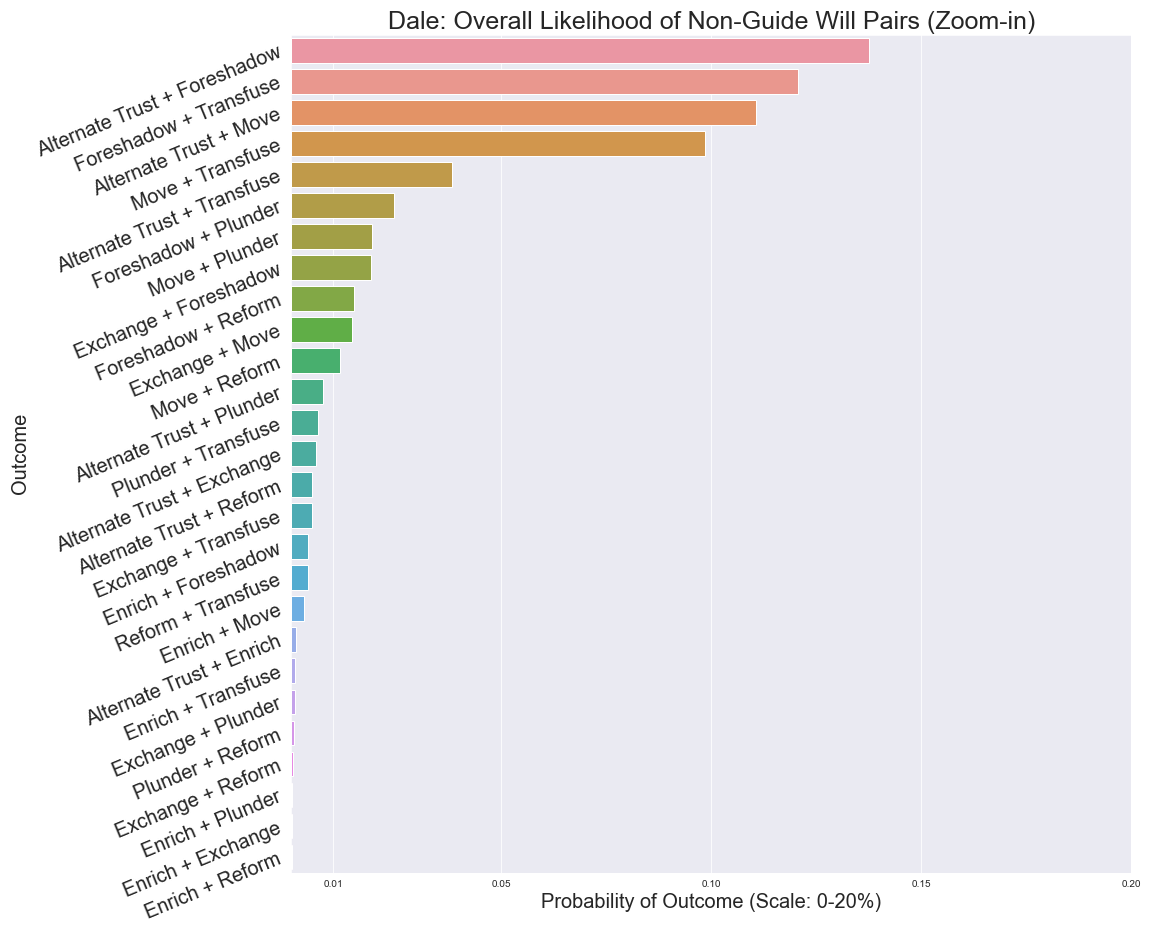 Dale: Overall Likelihood of Non-Guide Will Pairs (Zoom-in)
Outcome
Alternate Trust + Foreshadow
Foreshadow + Transfuse
Alternate Trust + Move
Move + Transfuse
Alternate Trust + Transfuse
Foreshadow + Plunder
Move + Plunder
Exchange + Foreshadow
Foreshadow + Reform
Exchange + Move
Move + Reform
Alternate Trust + Plunder
Plunder + Transfuse
Alternate Trust + Exchange
Alternate Trust + Reform
Exchange + Transfuse
Enrich + Foreshadow
Reform + Transfuse
Enrich + Move
Alternate Trust + Enrich
Enrich + Transfuse
Exchange + Plunder
Plunder + Reform
Exchange + Reform
Enrich + Plunder
Enrich + Exchange
Enrich + Reform
0.01 0.05 0.10 0.15 0.20
Probability of Outcome (Scale: 0-20%)